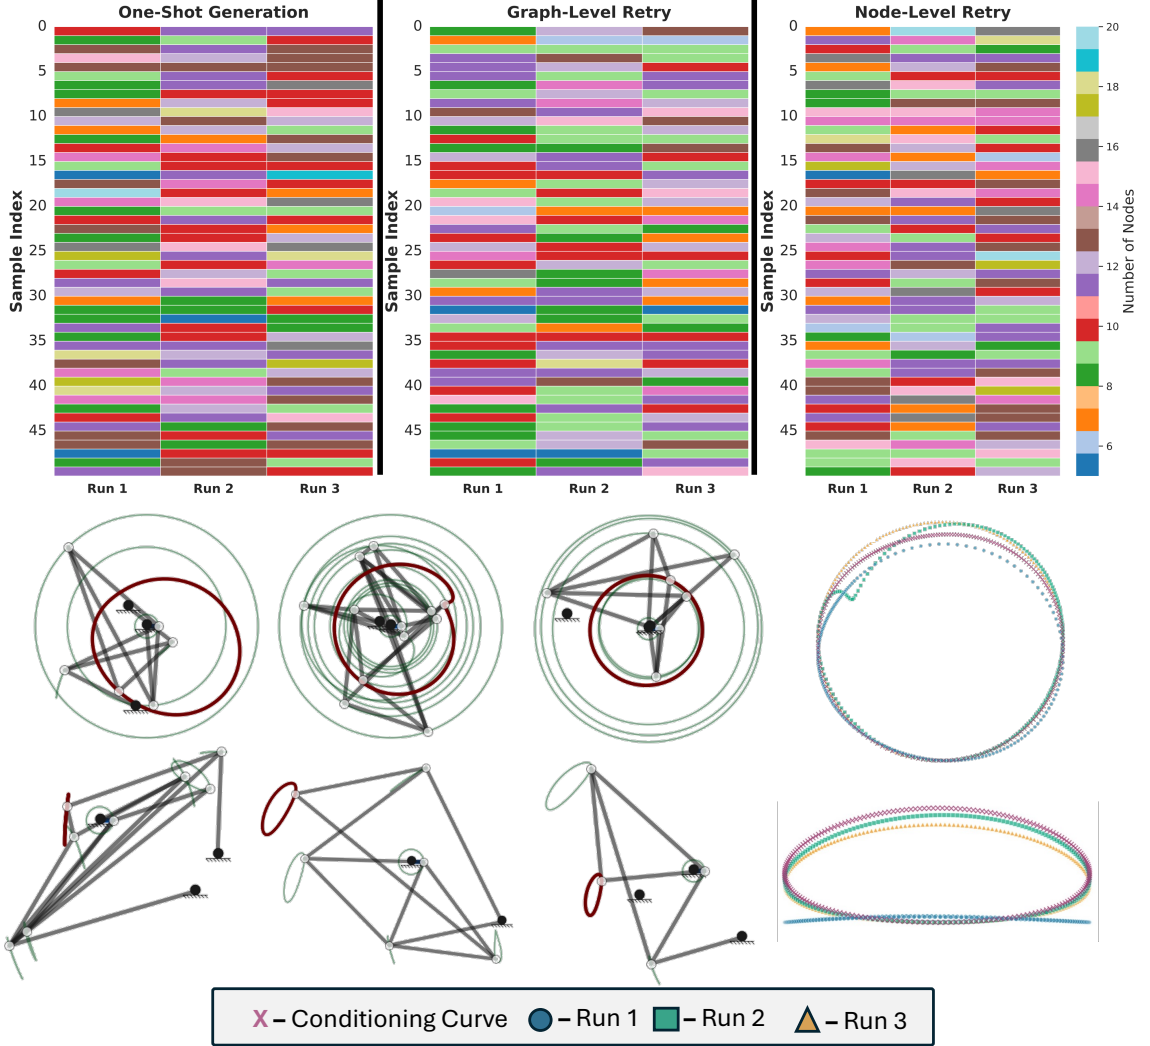 One-Shot Generation
Graph-Level Retry
Node-Level Retry
Sample Index
0
5
10
15
20
25
30
35
40
45
Run 1
Run 2
Run 3
Sample Index
0
5
10
15
20
25
30
35
40
45
Run 1
Run 2
Run 3
Sample Index
0
5
10
15
20
25
30
35
40
45
Run 1
Run 2
Run 3
20
18
16
14
12
10
8
6
Number of Nodes
X – Conditioning Curve – Run 1 – Run 2 – Run 3